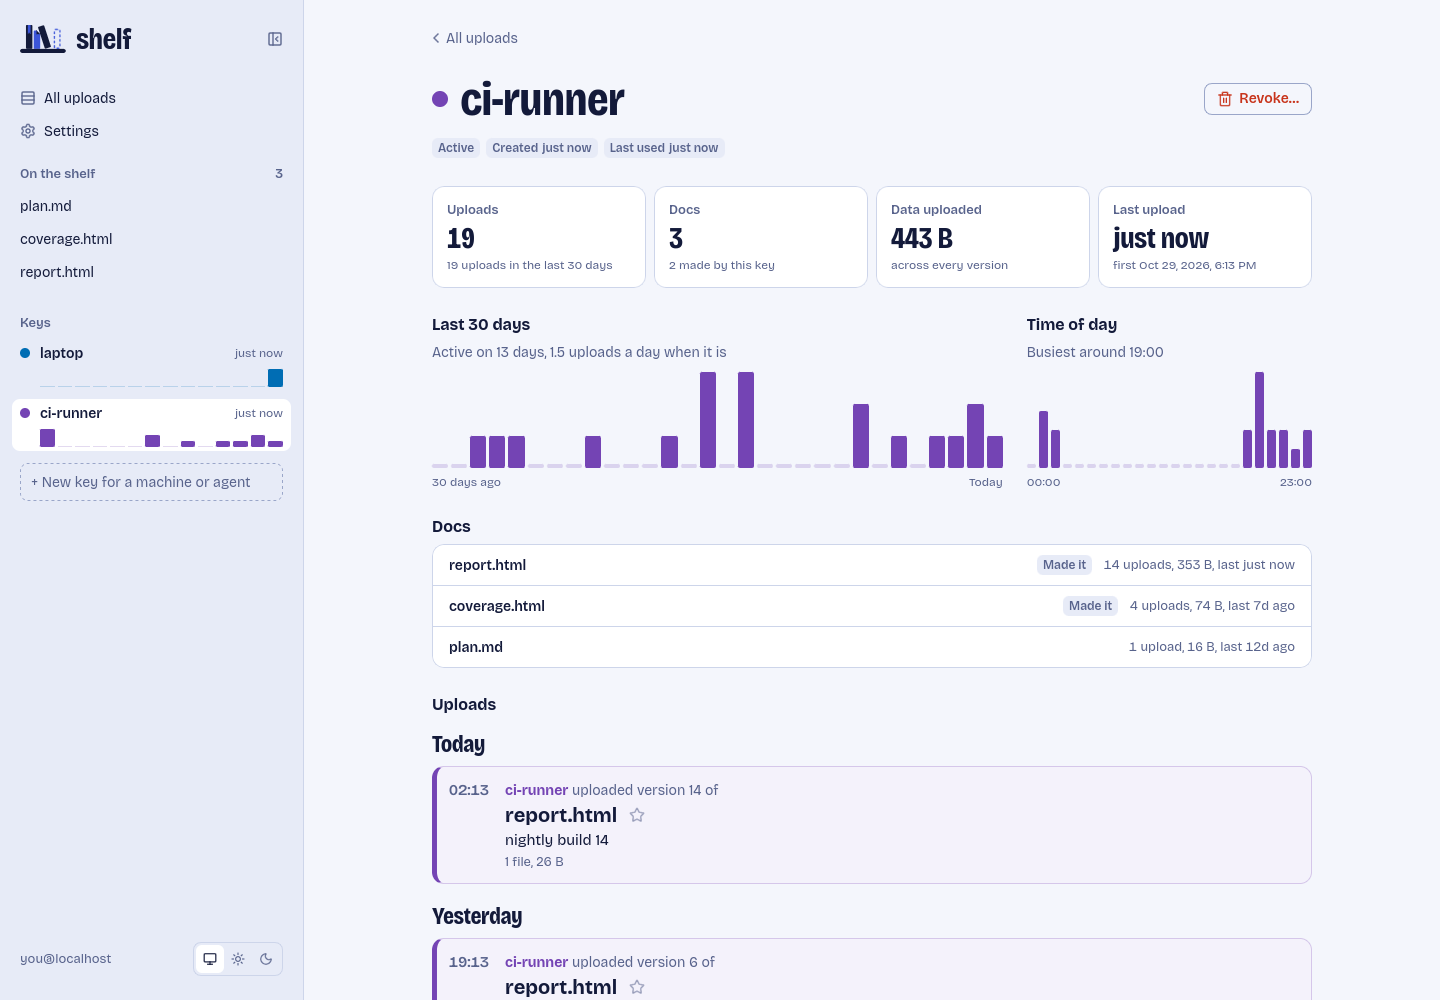 shelf
All uploads
Settings
On the shelf 3
plan.md
coverage.html
report.html
Keys
laptop just now
ci-runner just now
+ New key for a machine or agent
you@localhost
All uploads
ci-runner
Revoke...
Active Created just now Last used just now
Uploads
19
19 uploads in the last 30 days
Docs
3
2 made by this key
Data uploaded
443 B
across every version
Last upload
just now
first Oct 29, 2026, 6:13 PM
Last 30 days
Active on 13 days, 1.5 uploads a day when it is
30 days ago Today
Time of day
Busiest around 19:00
00:00 23:00
Docs
report.html Made it 14 uploads, 353 B, last just now
coverage.html Made it 4 uploads, 74 B, last 7d ago
plan.md 1 upload, 16 B, last 12d ago
Uploads
Today
02:13 ci-runner uploaded version 14 of
report.html
nightly build 14
1 file, 26 B
Yesterday
19:13 ci-runner uploaded version 6 of
report.html